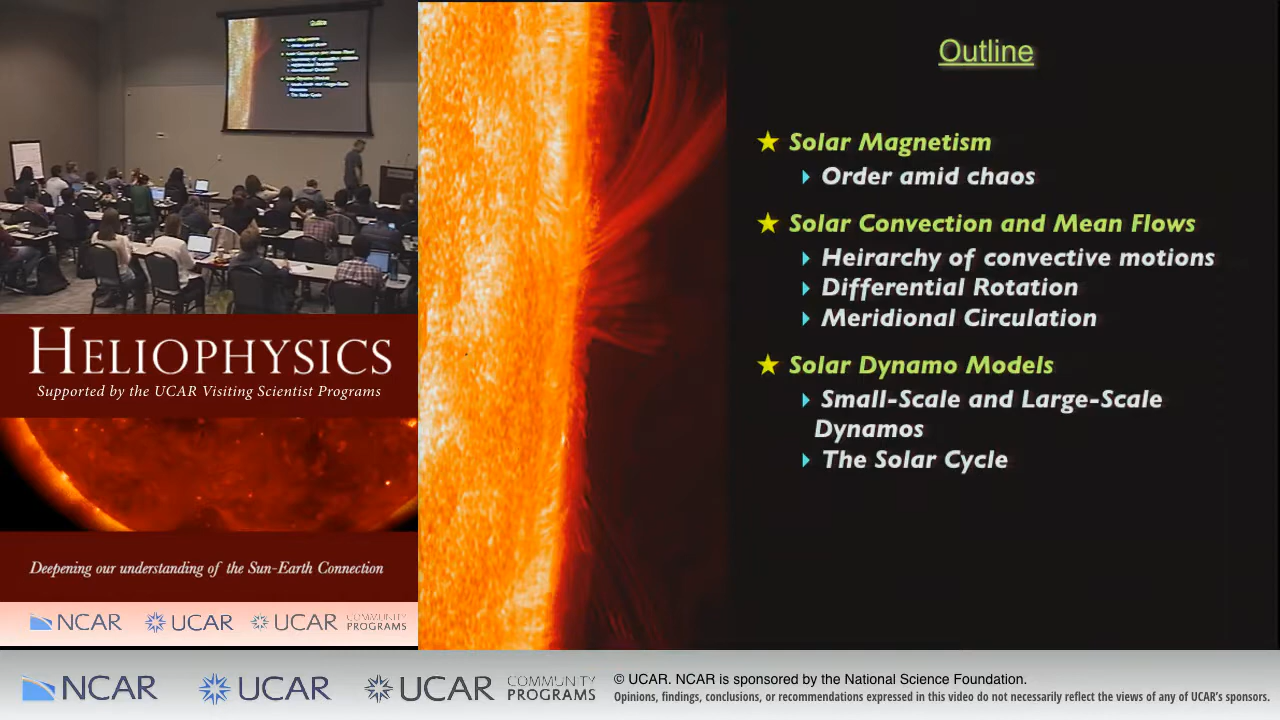 HELIOPHYSICS
Supported by the UCAR Visiting Scientist Programs
Deepening our understanding of the Sun-Earth Connection
NCAR
UCAR
UCAR
COMMUNITY
PROGRAMS
Outline
Solar Magnetism
Order amid chaos
Solar Convection and Mean Flows
Heirarchy of convective motions
Differential Rotation
Meridional Circulation
Solar Dynamo Models
Small-Scale and Large-Scale
Dynamos
The Solar Cycle
NCAR
UCAR
UCAR
COMMUNITY
PROGRAMS
© UCAR. NCAR is sponsored by the National Science Foundation.
Opinions, findings, conclusions, or recommendations expressed in this video do not necessarily reflect the views of any of UCAR's sponsors.